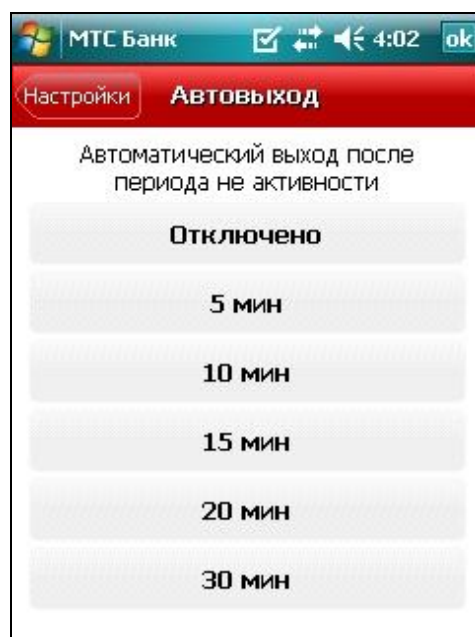 МТС Банк 4:02 ok
Настройки Автовыход
Автоматический выход после
периода не активности
Отключено
5 мин
10 мин
15 мин
20 мин
30 мин